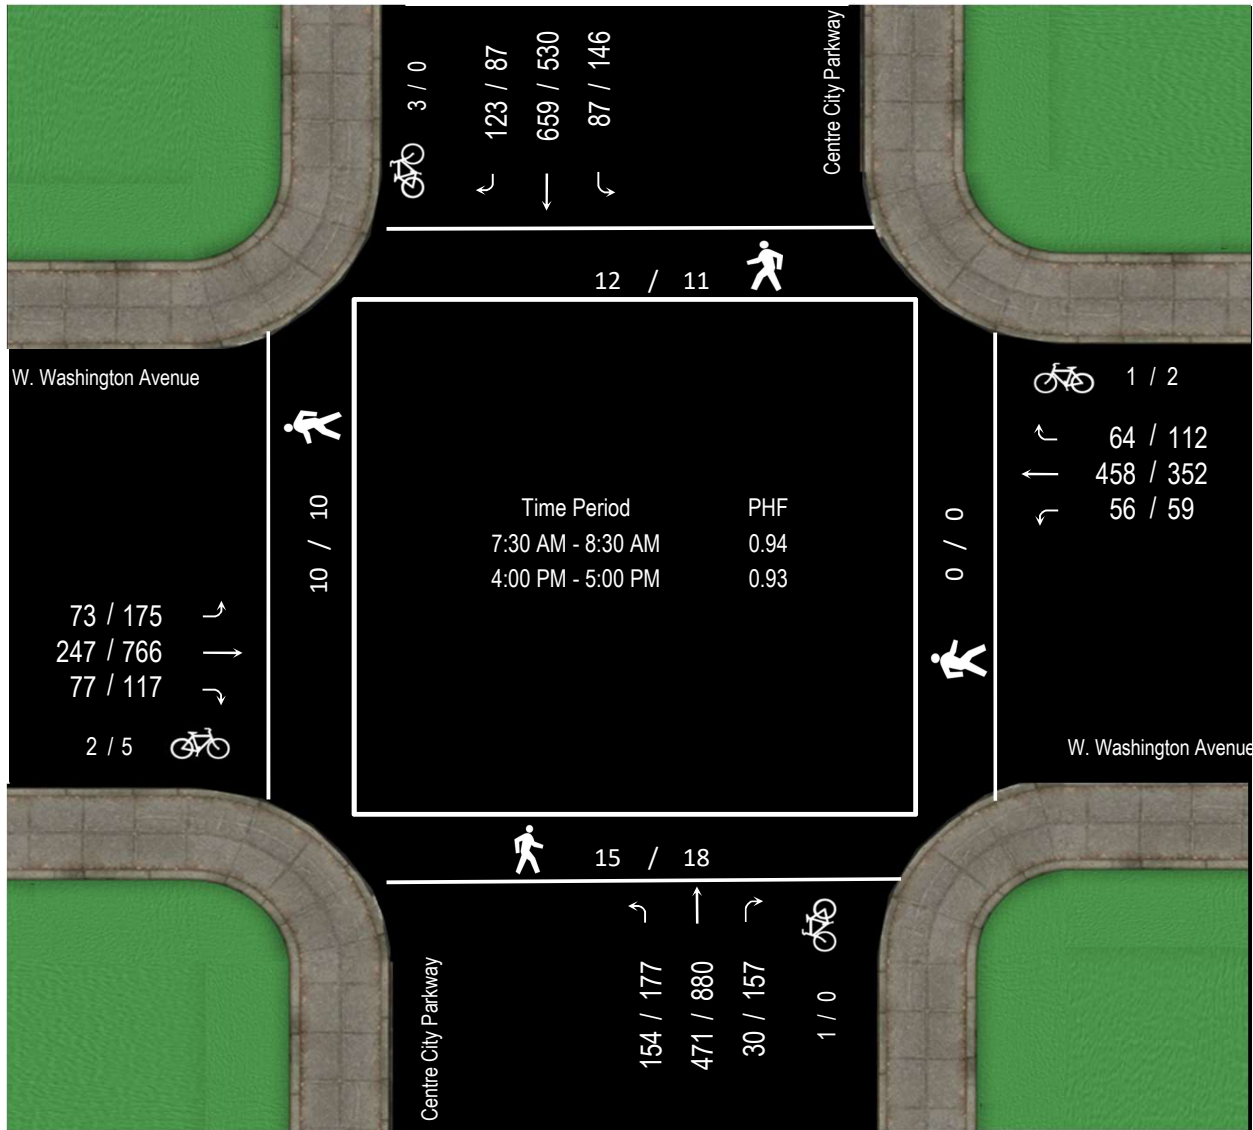 3 / 0
123 / 87
659 / 530
87 / 146
Centre City Parkway
12 / 11
W. Washington Avenue
1 / 2
64 / 112
458 / 352
56 / 59
10 / 10
Time Period PHF
7:30 AM - 8:30 AM 0.94
4:00 PM - 5:00 PM 0.93
0 / 0
73 / 175
247 / 766
77 / 117
2 / 5
W. Washington Avenue
15 / 18
Centre City Parkway
154 / 177
471 / 880
30 / 157
1 / 0